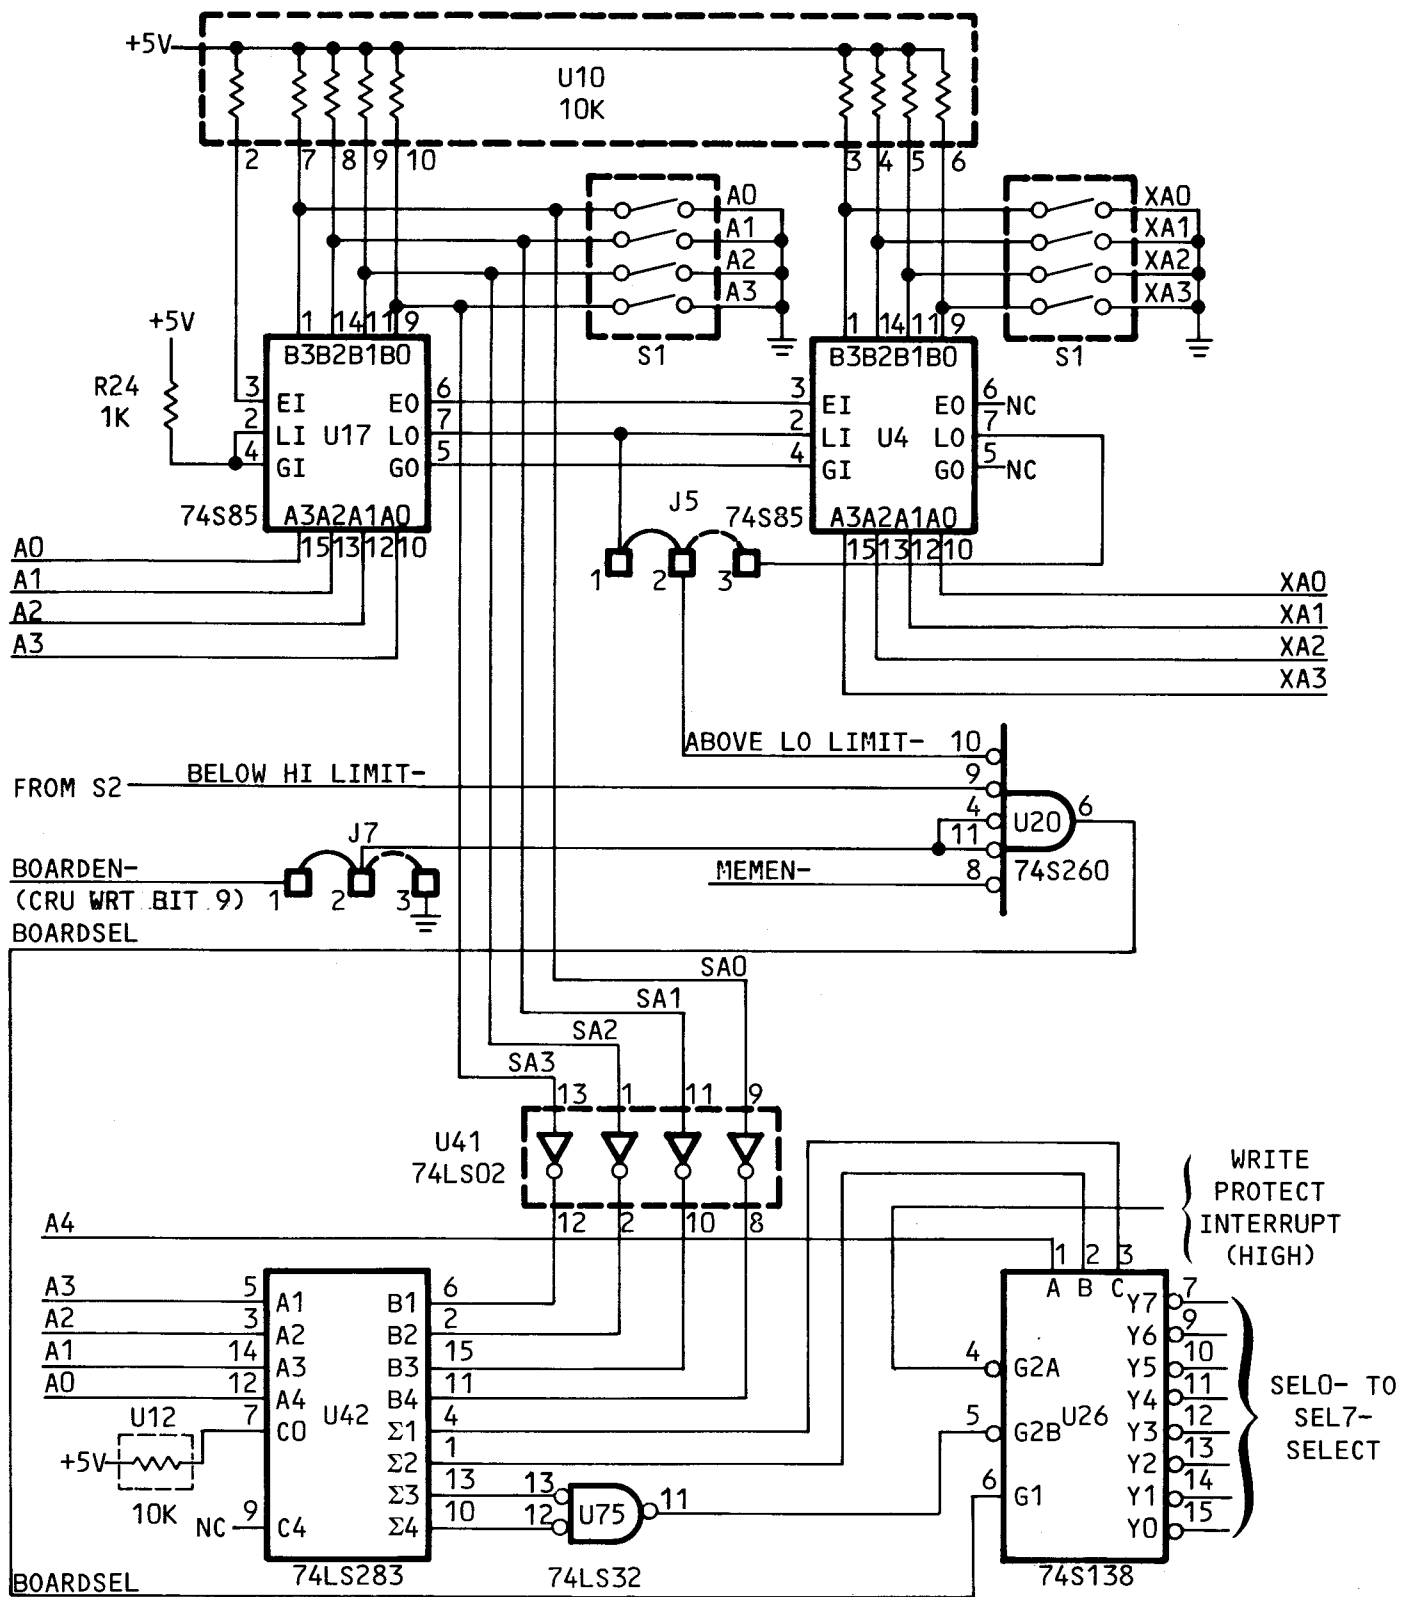 +5V
U10
10K
2 7 8 9 10 3 4 5 6
A0 XA0
A1 XA1
A2 XA2
A3 XA3
S1 S1
+5V
R24
1K
1 14 11 9 1 14 11 9
B3B2B1B0 B3B2B1B0
3 EI EO 6 3 EI EO 6 NC
2 LI U17 LO 7 2 LI U4 LO 7
4 GI GO 5 4 GI GO 5 NC
74S85 A3A2A1A0 J5 74S85 A3A2A1A0
15 13 12 10 15 13 12 10
A0 1 2 3
A1 XA0
A2 XA1
A3 XA2
XA3
ABOVE LO LIMIT- 10
FROM S2 BELOW HI LIMIT- 9
4 U20 6
J7 11
BOARDEN- MEMEN- 8 74S260
(CRU WRT BIT 9) 1 2 3
BOARDSEL
SA0
SA1
SA2
SA3
13 1 11 9
U41
74LS02
12 2 10 8
WRITE
PROTECT
INTERRUPT
(HIGH)
A4
1 2 3
A B C
A3 5 A1 B1 6 Y7 7
A2 3 A2 B2 2 Y6 9
A1 14 A3 B3 15 4 G2A Y5 10
A0 12 A4 B4 11 Y4 11
U12 7 C0 U42 Σ1 4 5 G2B U26 Y3 12
+5V Σ2 1 Y2 13
10K Σ3 13 13 U75 11 6 G1 Y1 14
NC 9 C4 Σ4 10 12 Y0 15
SEL0- TO
SEL7-
SELECT
74LS283 74LS32 74S138
BOARDSEL